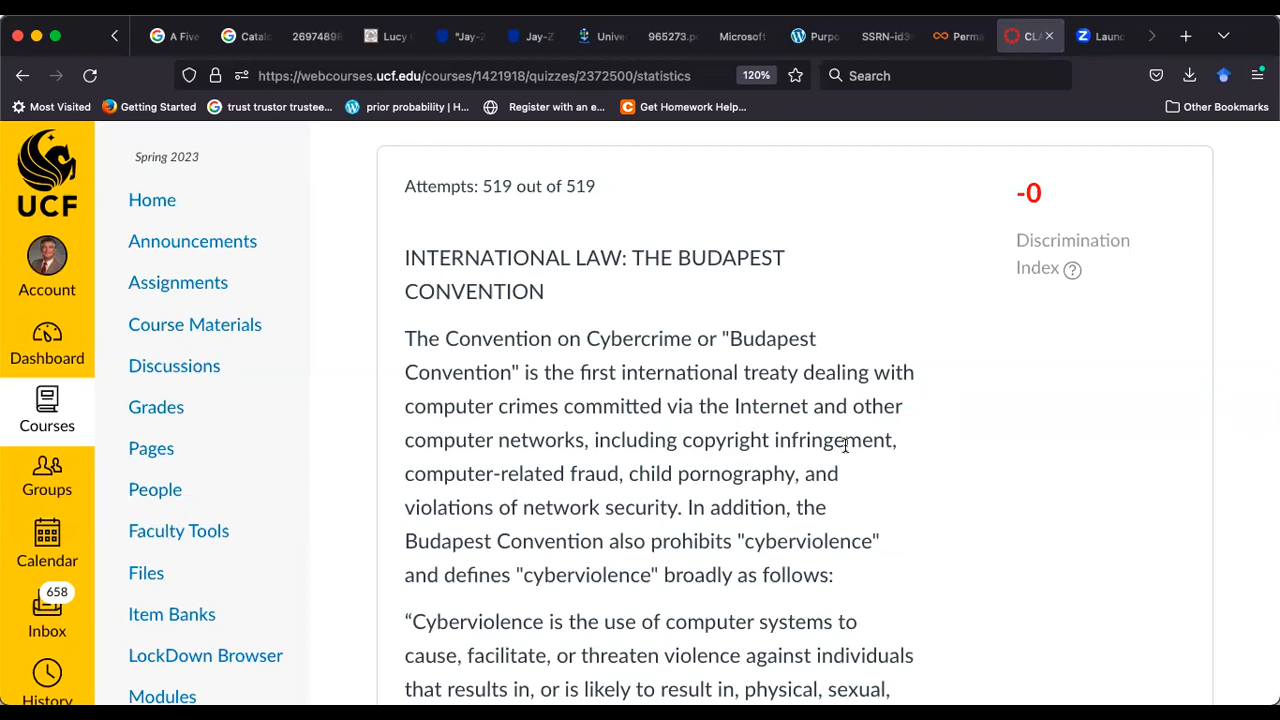 A Five
Catalo
26974898
Lucy
"Jay-Z
Jay-Z
Unive
965273.p
Microsoft
Purpo
SSRN-id3
Perma
Laun
https://webcourses.ucf.edu/courses/1421918/quizzes/2372500/statistics
120%
Search
Most Visited
Getting Started
trust trustor trustee...
prior probability | H...
Register with an e...
Get Homework Help...
Other Bookmarks
UCF
Account
Dashboard
Courses
Groups
Calendar
658
Inbox
History
Spring 2023
Home
Announcements
Assignments
Course Materials
Discussions
Grades
Pages
People
Faculty Tools
Files
Item Banks
LockDown Browser
Modules
Attempts: 519 out of 519
-0
Discrimination
Index ?
INTERNATIONAL LAW: THE BUDAPEST
CONVENTION
The Convention on Cybercrime or "Budapest
Convention" is the first international treaty dealing with
computer crimes committed via the Internet and other
computer networks, including copyright infringement,
computer-related fraud, child pornography, and
violations of network security. In addition, the
Budapest Convention also prohibits "cyberviolence"
and defines "cyberviolence" broadly as follows:
“Cyberviolence is the use of computer systems to
cause, facilitate, or threaten violence against individuals
that results in, or is likely to result in, physical, sexual,